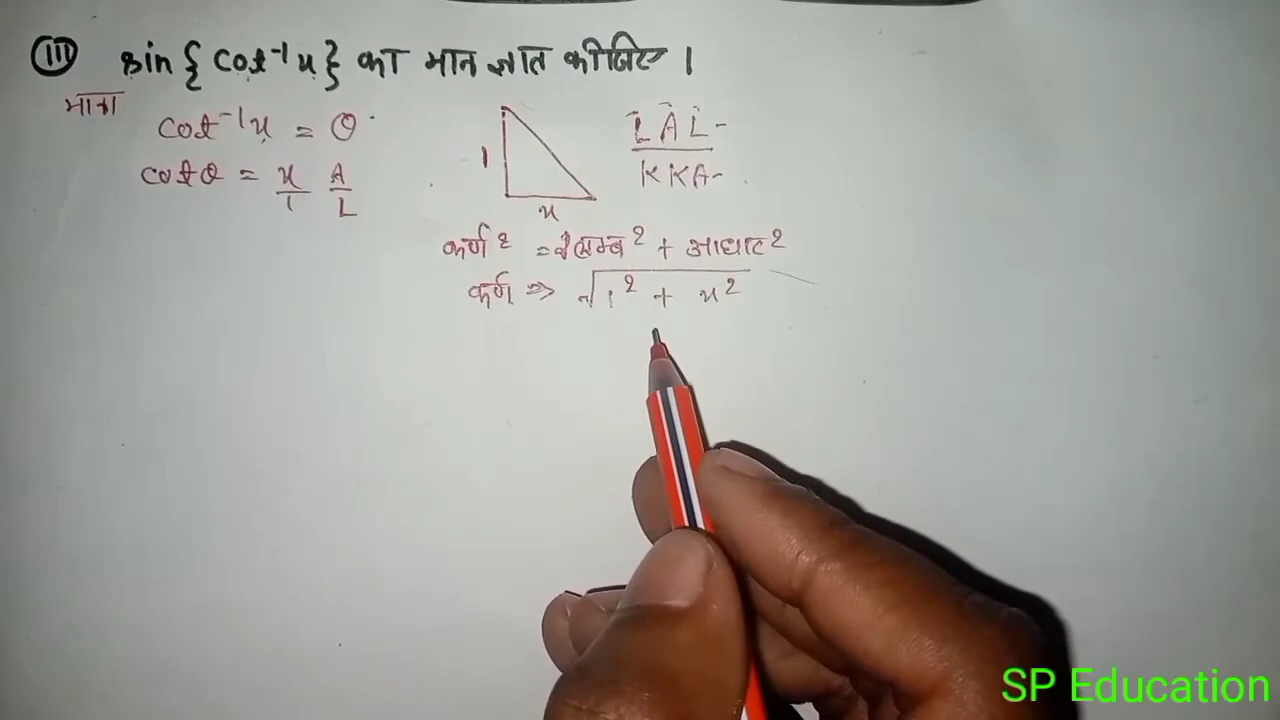 (iii) sin{cot⁻¹x} का मान ज्ञात कीजिए।
माना cot⁻¹x = θ
cotθ = x/1 A/L
1
x
LAL
KKA
कर्ण² = लम्ब² + आधार²
कर्ण ⇒ √1² + x²
SP Education